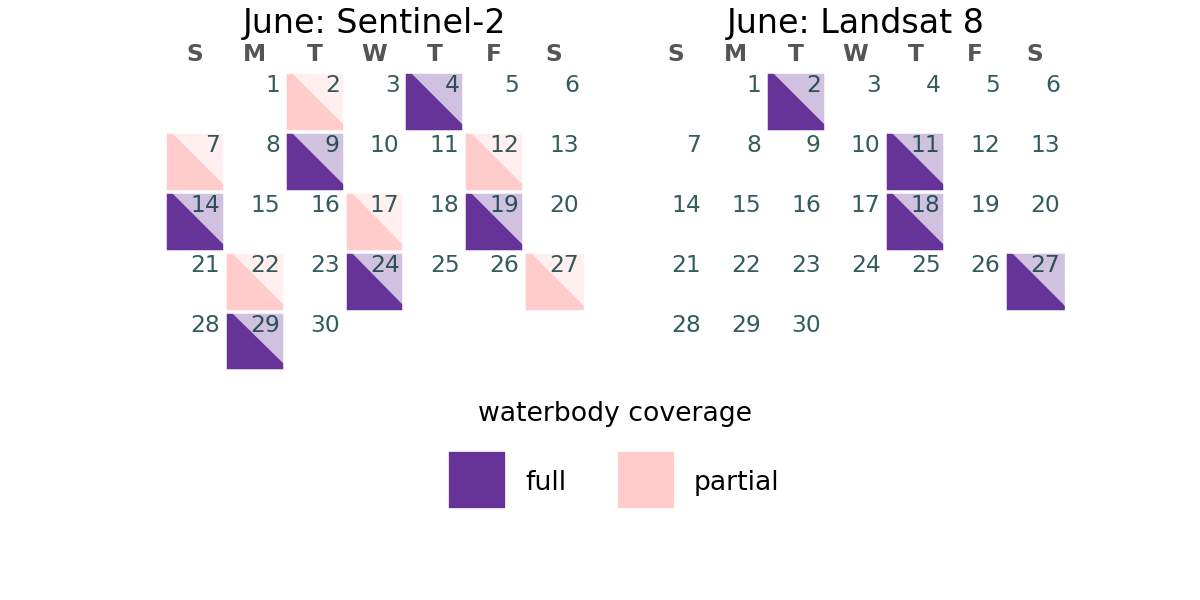 June: Sentinel-2
S M T W T F S
1 2 3 4 5 6
7 8 9 10 11 12 13
14 15 16 17 18 19 20
21 22 23 24 25 26 27
28 29 30
June: Landsat 8
S M T W T F S
1 2 3 4 5 6
7 8 9 10 11 12 13
14 15 16 17 18 19 20
21 22 23 24 25 26 27
28 29 30
waterbody coverage
full
partial